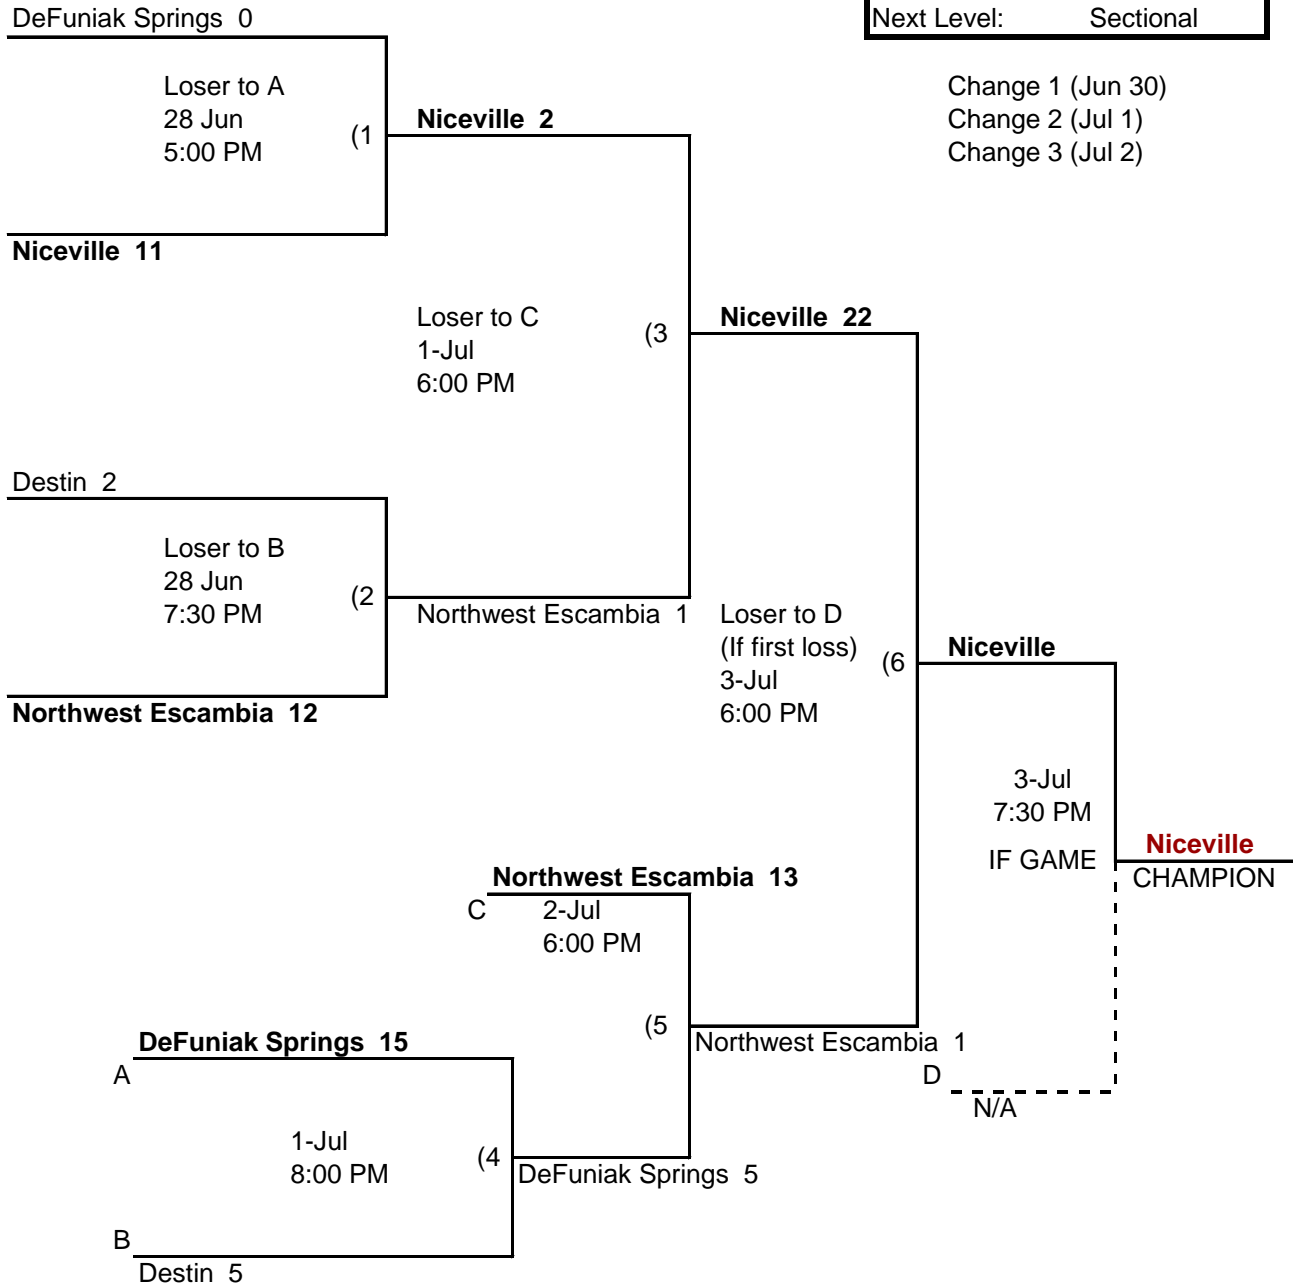 DeFuniak Springs 0
Next Level: Sectional
Change 1 (Jun 30)
Change 2 (Jul 1)
Change 3 (Jul 2)
Loser to A
28 Jun
5:00 PM
(1
Niceville 2
Niceville 11
Loser to C
1-Jul
6:00 PM
(3
Niceville 22
Destin 2
Loser to B
28 Jun
7:30 PM
(2
Northwest Escambia 1
Northwest Escambia 12
Loser to D
(If first loss)
3-Jul
6:00 PM
(6
Niceville
3-Jul
7:30 PM
IF GAME
Niceville
CHAMPION
Northwest Escambia 13
C
2-Jul
6:00 PM
(5
Northwest Escambia 1
DeFuniak Springs 15
A
D
N/A
1-Jul
8:00 PM
(4
DeFuniak Springs 5
B
Destin 5